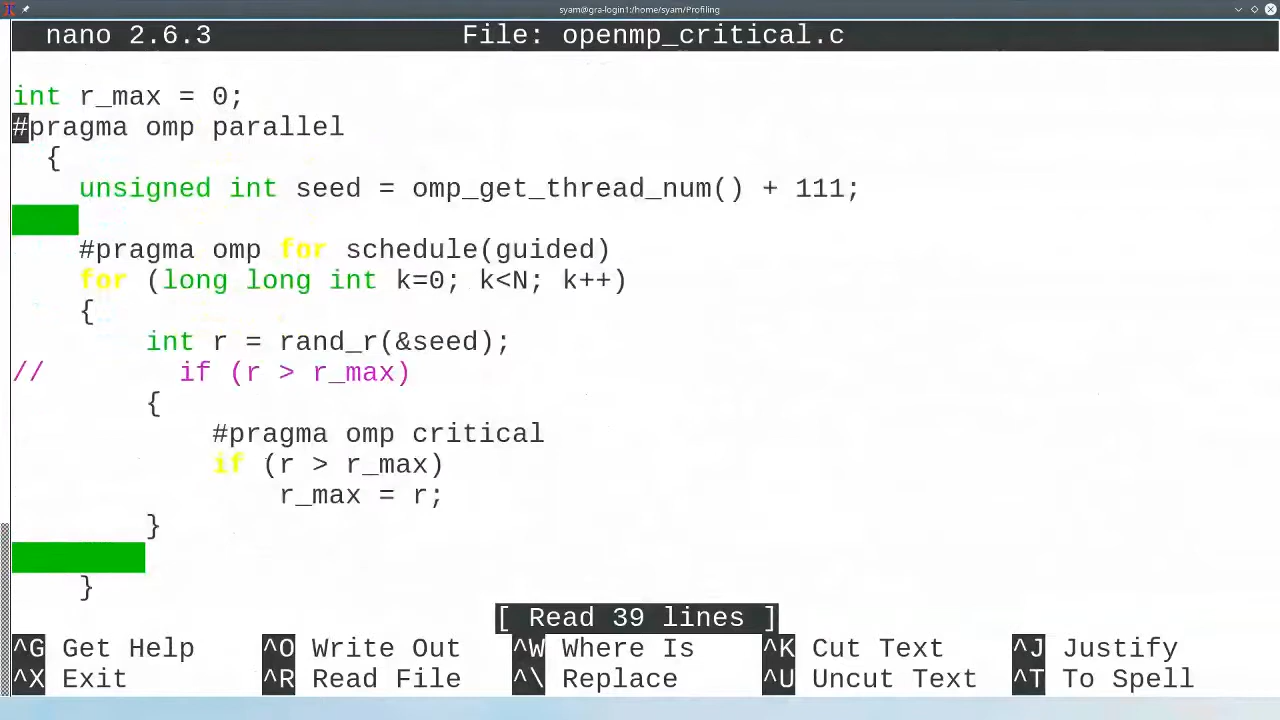 syam@gra-login1:/home/syam/Profiling
nano 2.6.3 File: openmp_critical.c
int r_max = 0;
#pragma omp parallel
{
unsigned int seed = omp_get_thread_num() + 111;
#pragma omp for schedule(guided)
for (long long int k=0; k<N; k++)
{
int r = rand_r(&seed);
// if (r > r_max)
{
#pragma omp critical
if (r > r_max)
r_max = r;
}
}
[ Read 39 lines ]
^G Get Help ^O Write Out ^W Where Is ^K Cut Text ^J Justify
^X Exit ^R Read File ^\ Replace ^U Uncut Text ^T To Spell